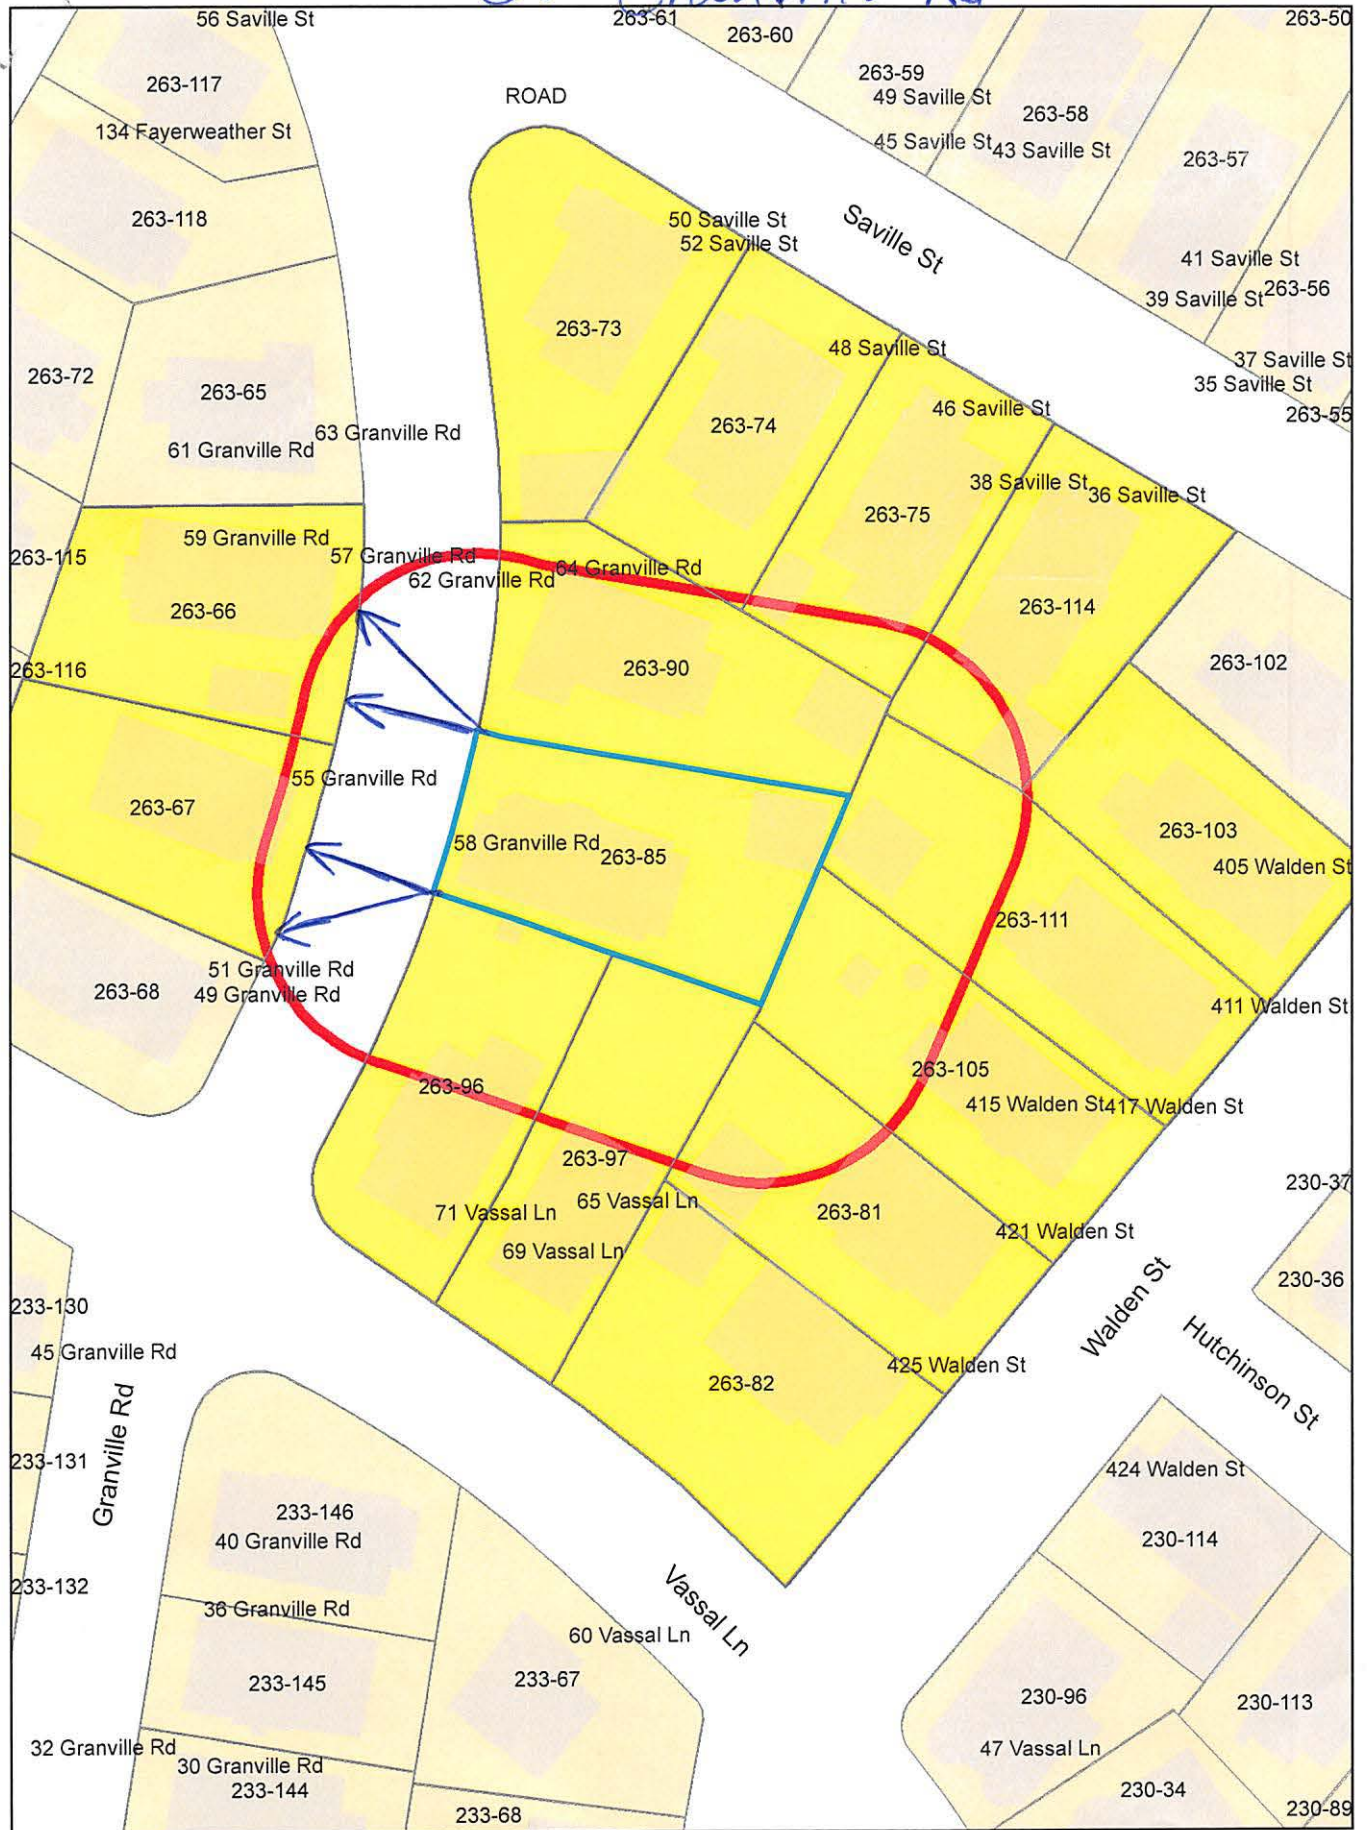 Granville Rd
56 Saville St
263-61
263-60
263-50
263-117
263-59
49 Saville St
ROAD
263-58
134 Fayerweather St
45 Saville St
43 Saville St
263-57
263-118
50 Saville St
52 Saville St
Saville St
41 Saville St
263-56
39 Saville St
263-73
48 Saville St
37 Saville St
35 Saville St
263-72
263-65
46 Saville St
263-55
263-74
63 Granville Rd
61 Granville Rd
38 Saville St
36 Saville St
263-75
59 Granville Rd
263-115
57 Granville Rd
64 Granville Rd
62 Granville Rd
263-66
263-114
263-116
263-90
263-102
55 Granville Rd
263-67
263-103
58 Granville Rd
263-85
405 Walden St
263-111
51 Granville Rd
263-68
49 Granville Rd
411 Walden St
263-96
263-105
415 Walden St
417 Walden St
263-97
230-37
65 Vassal Ln
71 Vassal Ln
263-81
69 Vassal Ln
421 Walden St
Walden St
230-36
233-130
45 Granville Rd
425 Walden St
Hutchinson St
263-82
Granville Rd
233-131
424 Walden St
233-146
40 Granville Rd
230-114
233-132
36 Granville Rd
Vassal Ln
60 Vassal Ln
233-145
233-67
230-96
230-113
32 Granville Rd
47 Vassal Ln
30 Granville Rd
233-144
230-34
233-68
230-89